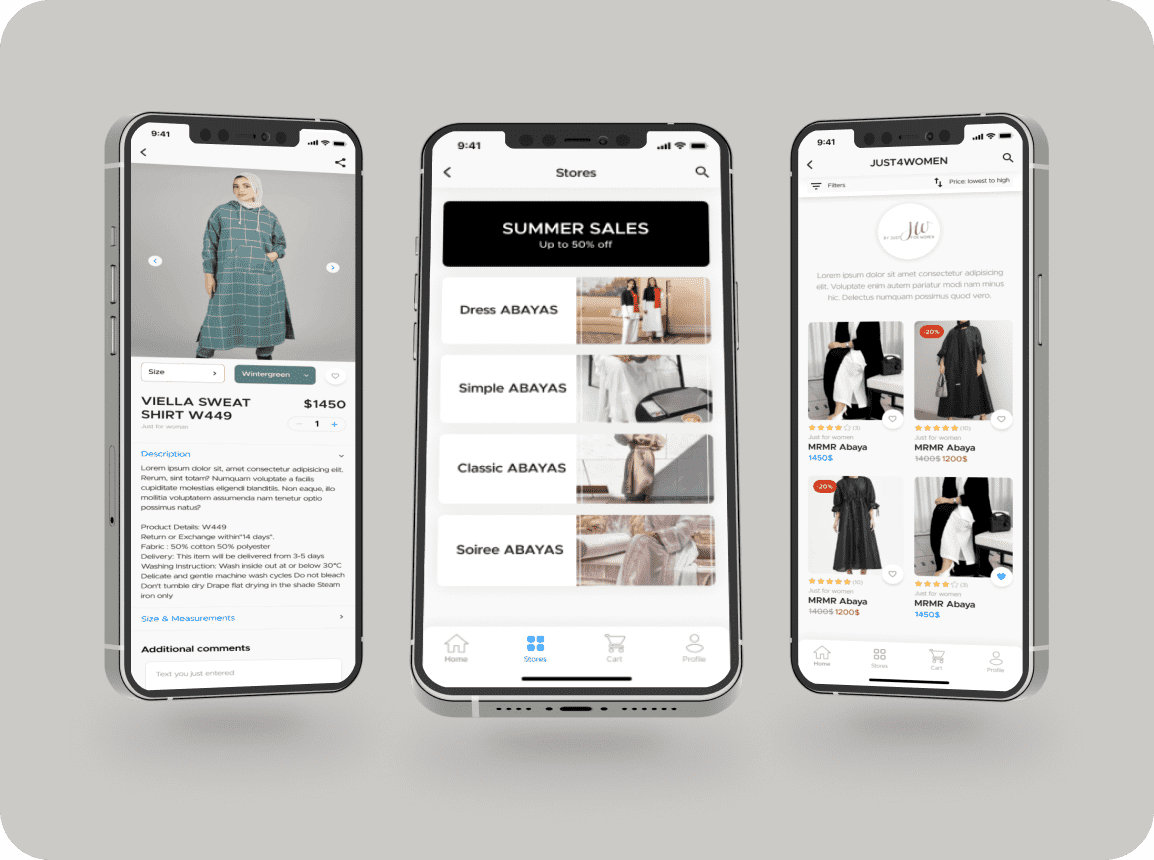 9:41
Size
Wintergreen
VIELLA SWEAT
SHIRT W449
$1450
Just for women
1
Description
Lorem ipsum dolor sit, amet consectetur adipisicing elit.
Rerum, sint totam? Numquam voluptate a facilis
cupiditate molestias eligendi blanditiis. Non eaque, illo
mollitia voluptatem assumenda nam tenetur optio
possimus natus?
Product Details: W449
Return or Exchange within"14 days".
Fabric : 50% cotton 50% polyester
Delivery: This item will be delivered from 3-5 days
Washing Instruction: Wash inside out at or below 30°C
Delicate and gentle machine wash cycles Do not bleach
Don't tumble dry Drape flat drying in the shade Steam
iron only
Size & Measurements
Additional comments
Text you just entered
9:41
Stores
SUMMER SALES
Up to 50% off
Dress ABAYAS
Simple ABAYAS
Classic ABAYAS
Soiree ABAYAS
Home
Stores
Cart
Profile
9:41
JUST4WOMEN
Filters
Price: lowest to high
Jw
BY JUST FOR WOMEN
Lorem ipsum dolor sit amet consectetur adipisicing
elit. Voluptate enim autem pariatur modi nam minus
hic. Delectus numquam possimus quod vero.
-20%
(3)
Just for women
MRMR Abaya
1450$
(10)
Just for women
MRMR Abaya
1400$ 1200$
-20%
(10)
Just for women
MRMR Abaya
1400$ 1200$
(3)
Just for women
MRMR Abaya
1450$
Home
Stores
Cart
Profile